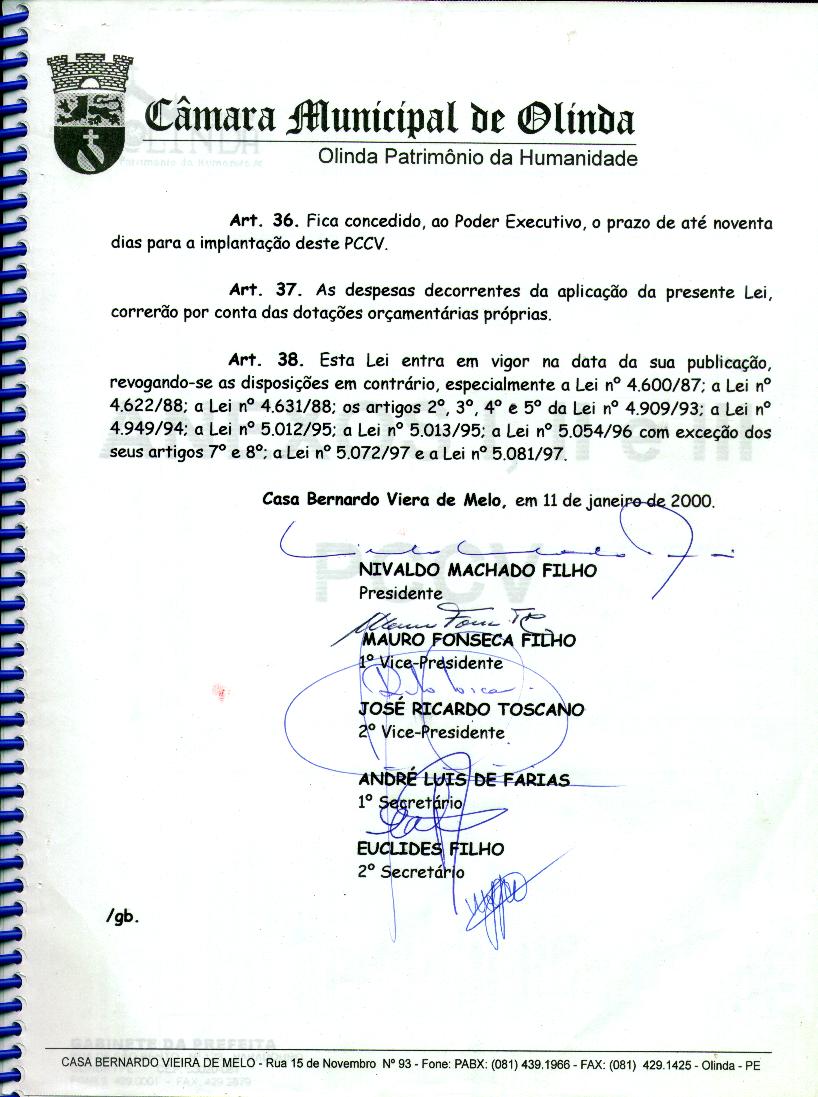 Câmara Municipal de Olinda
Olinda Patrimônio da Humanidade
Art. 36. Fica concedido, ao Poder Executivo, o prazo de até noventa
dias para a implantação deste PCCV.
Art. 37. As despesas decorrentes da aplicação da presente Lei,
correrão por conta das dotações orçamentárias próprias.
Art. 38. Esta Lei entra em vigor na data da sua publicação,
revogando-se as disposições em contrário, especialmente a Lei nº 4.600/87; a Lei nº
4.622/88; a Lei nº 4.631/88; os artigos 2º, 3º, 4º e 5º da Lei nº 4.909/93; a Lei nº
4.949/94; a Lei nº 5.012/95; a Lei nº 5.013/95; a Lei nº 5.054/96 com exceção dos
seus artigos 7º e 8º; a Lei nº 5.072/97 e a Lei nº 5.081/97.
Casa Bernardo Viera de Melo, em 11 de janeiro de 2000.
NIVALDO MACHADO FILHO
Presidente
MAURO FONSECA FILHO
1º Vice-Presidente
JOSÉ RICARDO TOSCANO
2º Vice-Presidente
ANDRÉ LUIS DE FARIAS
1º Secretário
EUCLIDES FILHO
2º Secretário
/gb.
GABINETE DA PREFEITA
CASA BERNARDO VIEIRA DE MELO - Rua 15 de Novembro Nº 93 - Fone: PABX: (081) 439.1966 - FAX: (081) 429.1425 - Olinda - PE